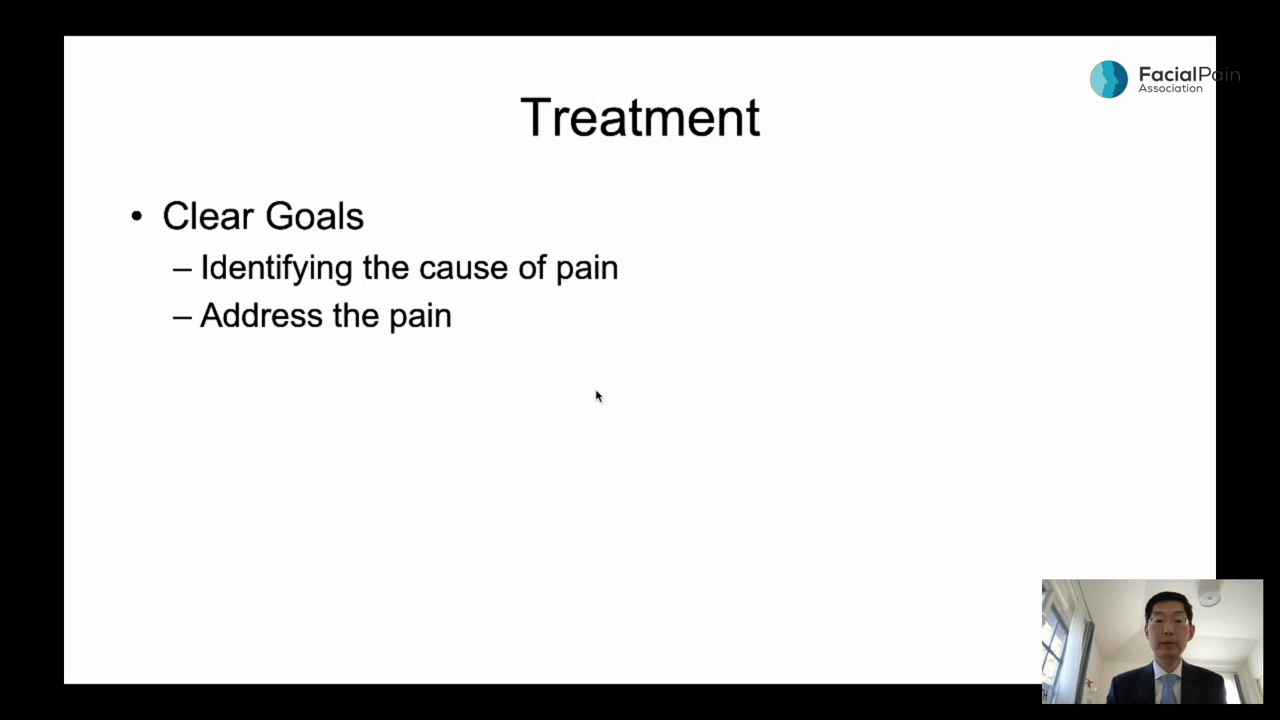 FacialPain
Association
Treatment
• Clear Goals
– Identifying the cause of pain
– Address the pain